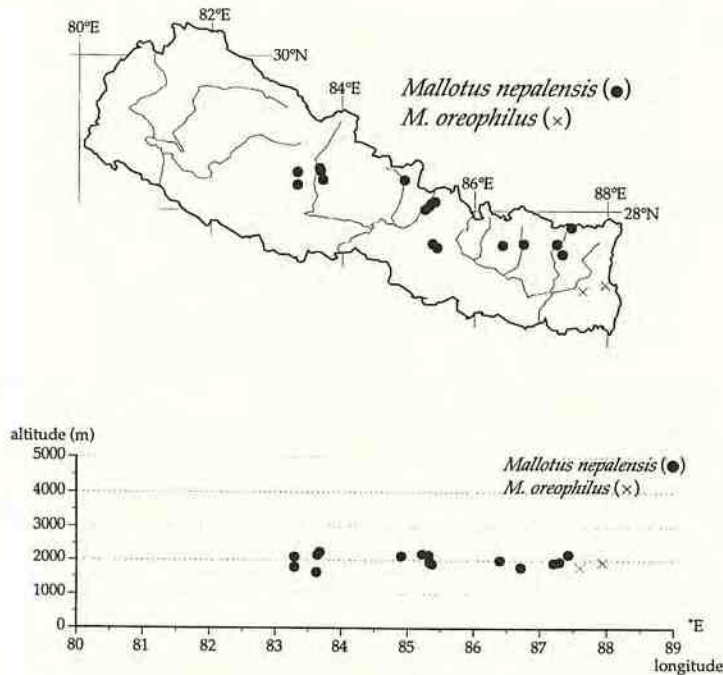 82°E
80°E
30°N
84°E
Mallotus nepalensis (●)
M. oreophilus (×)
86°E
88°E
28°N
altitude (m)
5000
Mallotus nepalensis (●)
4000
M. oreophilus (×)
3000
2000
1000
0
°E
80 81 82 83 84 85 86 87 88 89
longitude